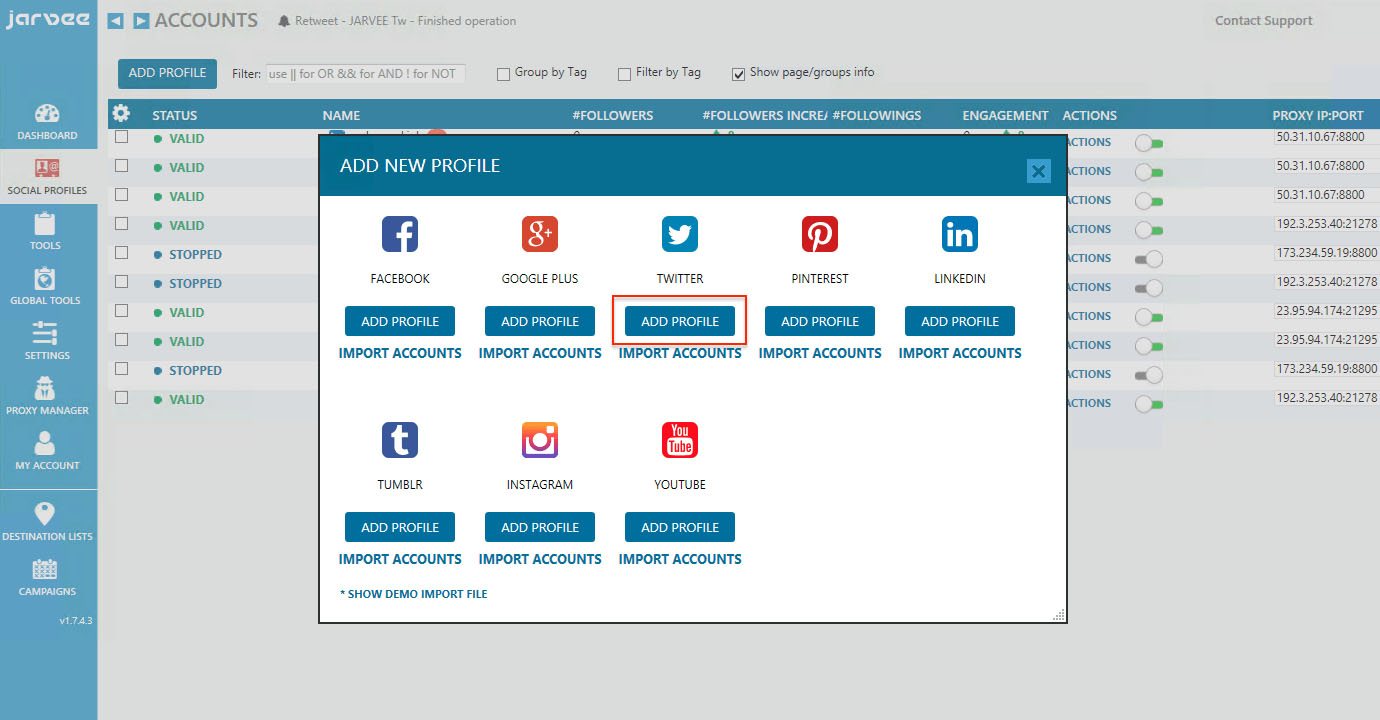 jarvee
ACCOUNTS
Retweet - JARVEE Tw - Finished operation
Contact Support
ADD PROFILE
Filter:
use || for OR && for AND ! for NOT
Group by Tag
Filter by Tag
Show page/groups info
STATUS NAME #FOLLOWERS #FOLLOWERS INCREA #FOLLOWINGS ENGAGEMENT ACTIONS PROXY IP:PORT
VALID ACTIONS 50.31.10.67:8800
VALID ACTIONS 50.31.10.67:8800
VALID ACTIONS 50.31.10.67:8800
VALID ACTIONS 192.3.253.40:21278
STOPPED ACTIONS 173.234.59.19:8800
STOPPED ACTIONS 192.3.253.40:21278
VALID ACTIONS 23.95.94.174:21295
VALID ACTIONS 23.95.94.174:21295
STOPPED ACTIONS 173.234.59.19:8800
VALID ACTIONS 192.3.253.40:21278
DASHBOARD
SOCIAL PROFILES
TOOLS
GLOBAL TOOLS
SETTINGS
PROXY MANAGER
MY ACCOUNT
DESTINATION LISTS
CAMPAIGNS
v1.7.4.3
ADD NEW PROFILE
FACEBOOK GOOGLE PLUS TWITTER PINTEREST LINKEDIN
ADD PROFILE ADD PROFILE ADD PROFILE ADD PROFILE ADD PROFILE
IMPORT ACCOUNTS IMPORT ACCOUNTS IMPORT ACCOUNTS IMPORT ACCOUNTS IMPORT ACCOUNTS
You
Tube
TUMBLR INSTAGRAM YOUTUBE
ADD PROFILE ADD PROFILE ADD PROFILE
IMPORT ACCOUNTS IMPORT ACCOUNTS IMPORT ACCOUNTS
* SHOW DEMO IMPORT FILE